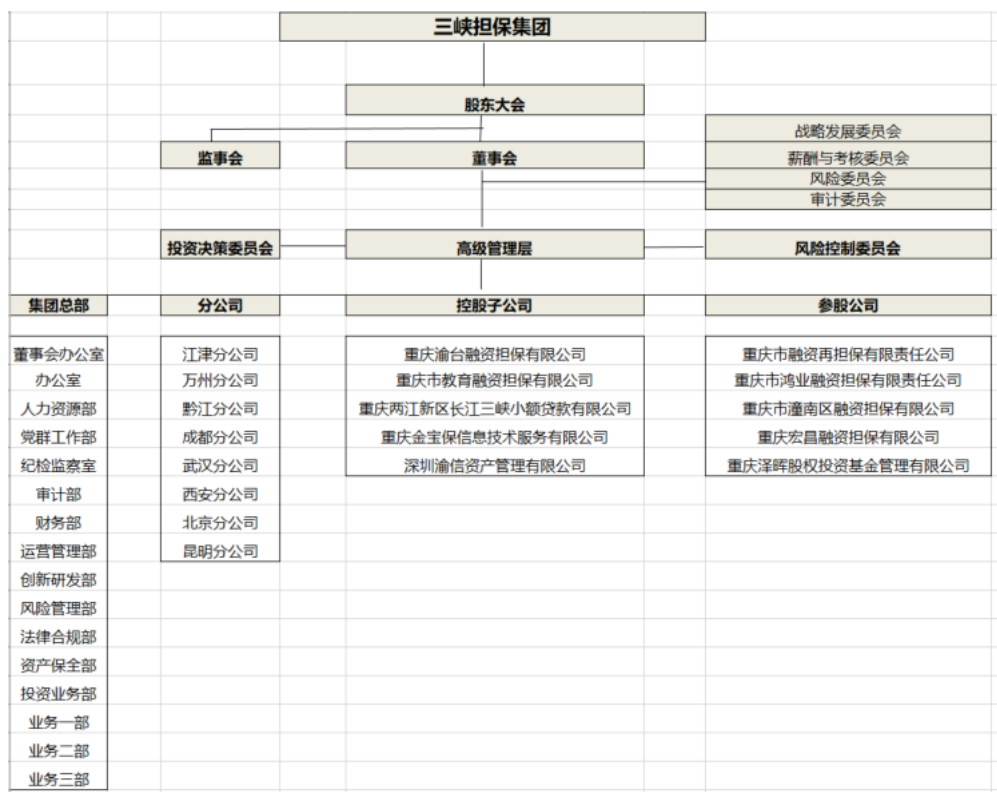 三峡担保集团
股东大会
监事会
董事会
战略发展委员会
薪酬与考核委员会
风险委员会
审计委员会
投资决策委员会
高级管理层
风险控制委员会
集团总部
董事会办公室
办公室
人力资源部
党群工作部
纪检监察室
审计部
财务部
运营管理部
创新研发部
风险管理部
法律合规部
资产保全部
投资业务部
业务一部
业务二部
业务三部
分公司
江津分公司
万州分公司
黔江分公司
成都分公司
武汉分公司
西安分公司
北京分公司
昆明分公司
控股子公司
重庆渝台融资担保有限公司
重庆市教育融资担保有限公司
重庆两江新区长江三峡小额贷款有限公司
重庆金宝保信息技术服务有限公司
深圳渝信资产管理有限公司
参股公司
重庆市融资再担保有限责任公司
重庆市鸿业融资担保有限责任公司
重庆市潼南区融资担保有限公司
重庆宏昌融资担保有限公司
重庆泽晖股权投资基金管理有限公司